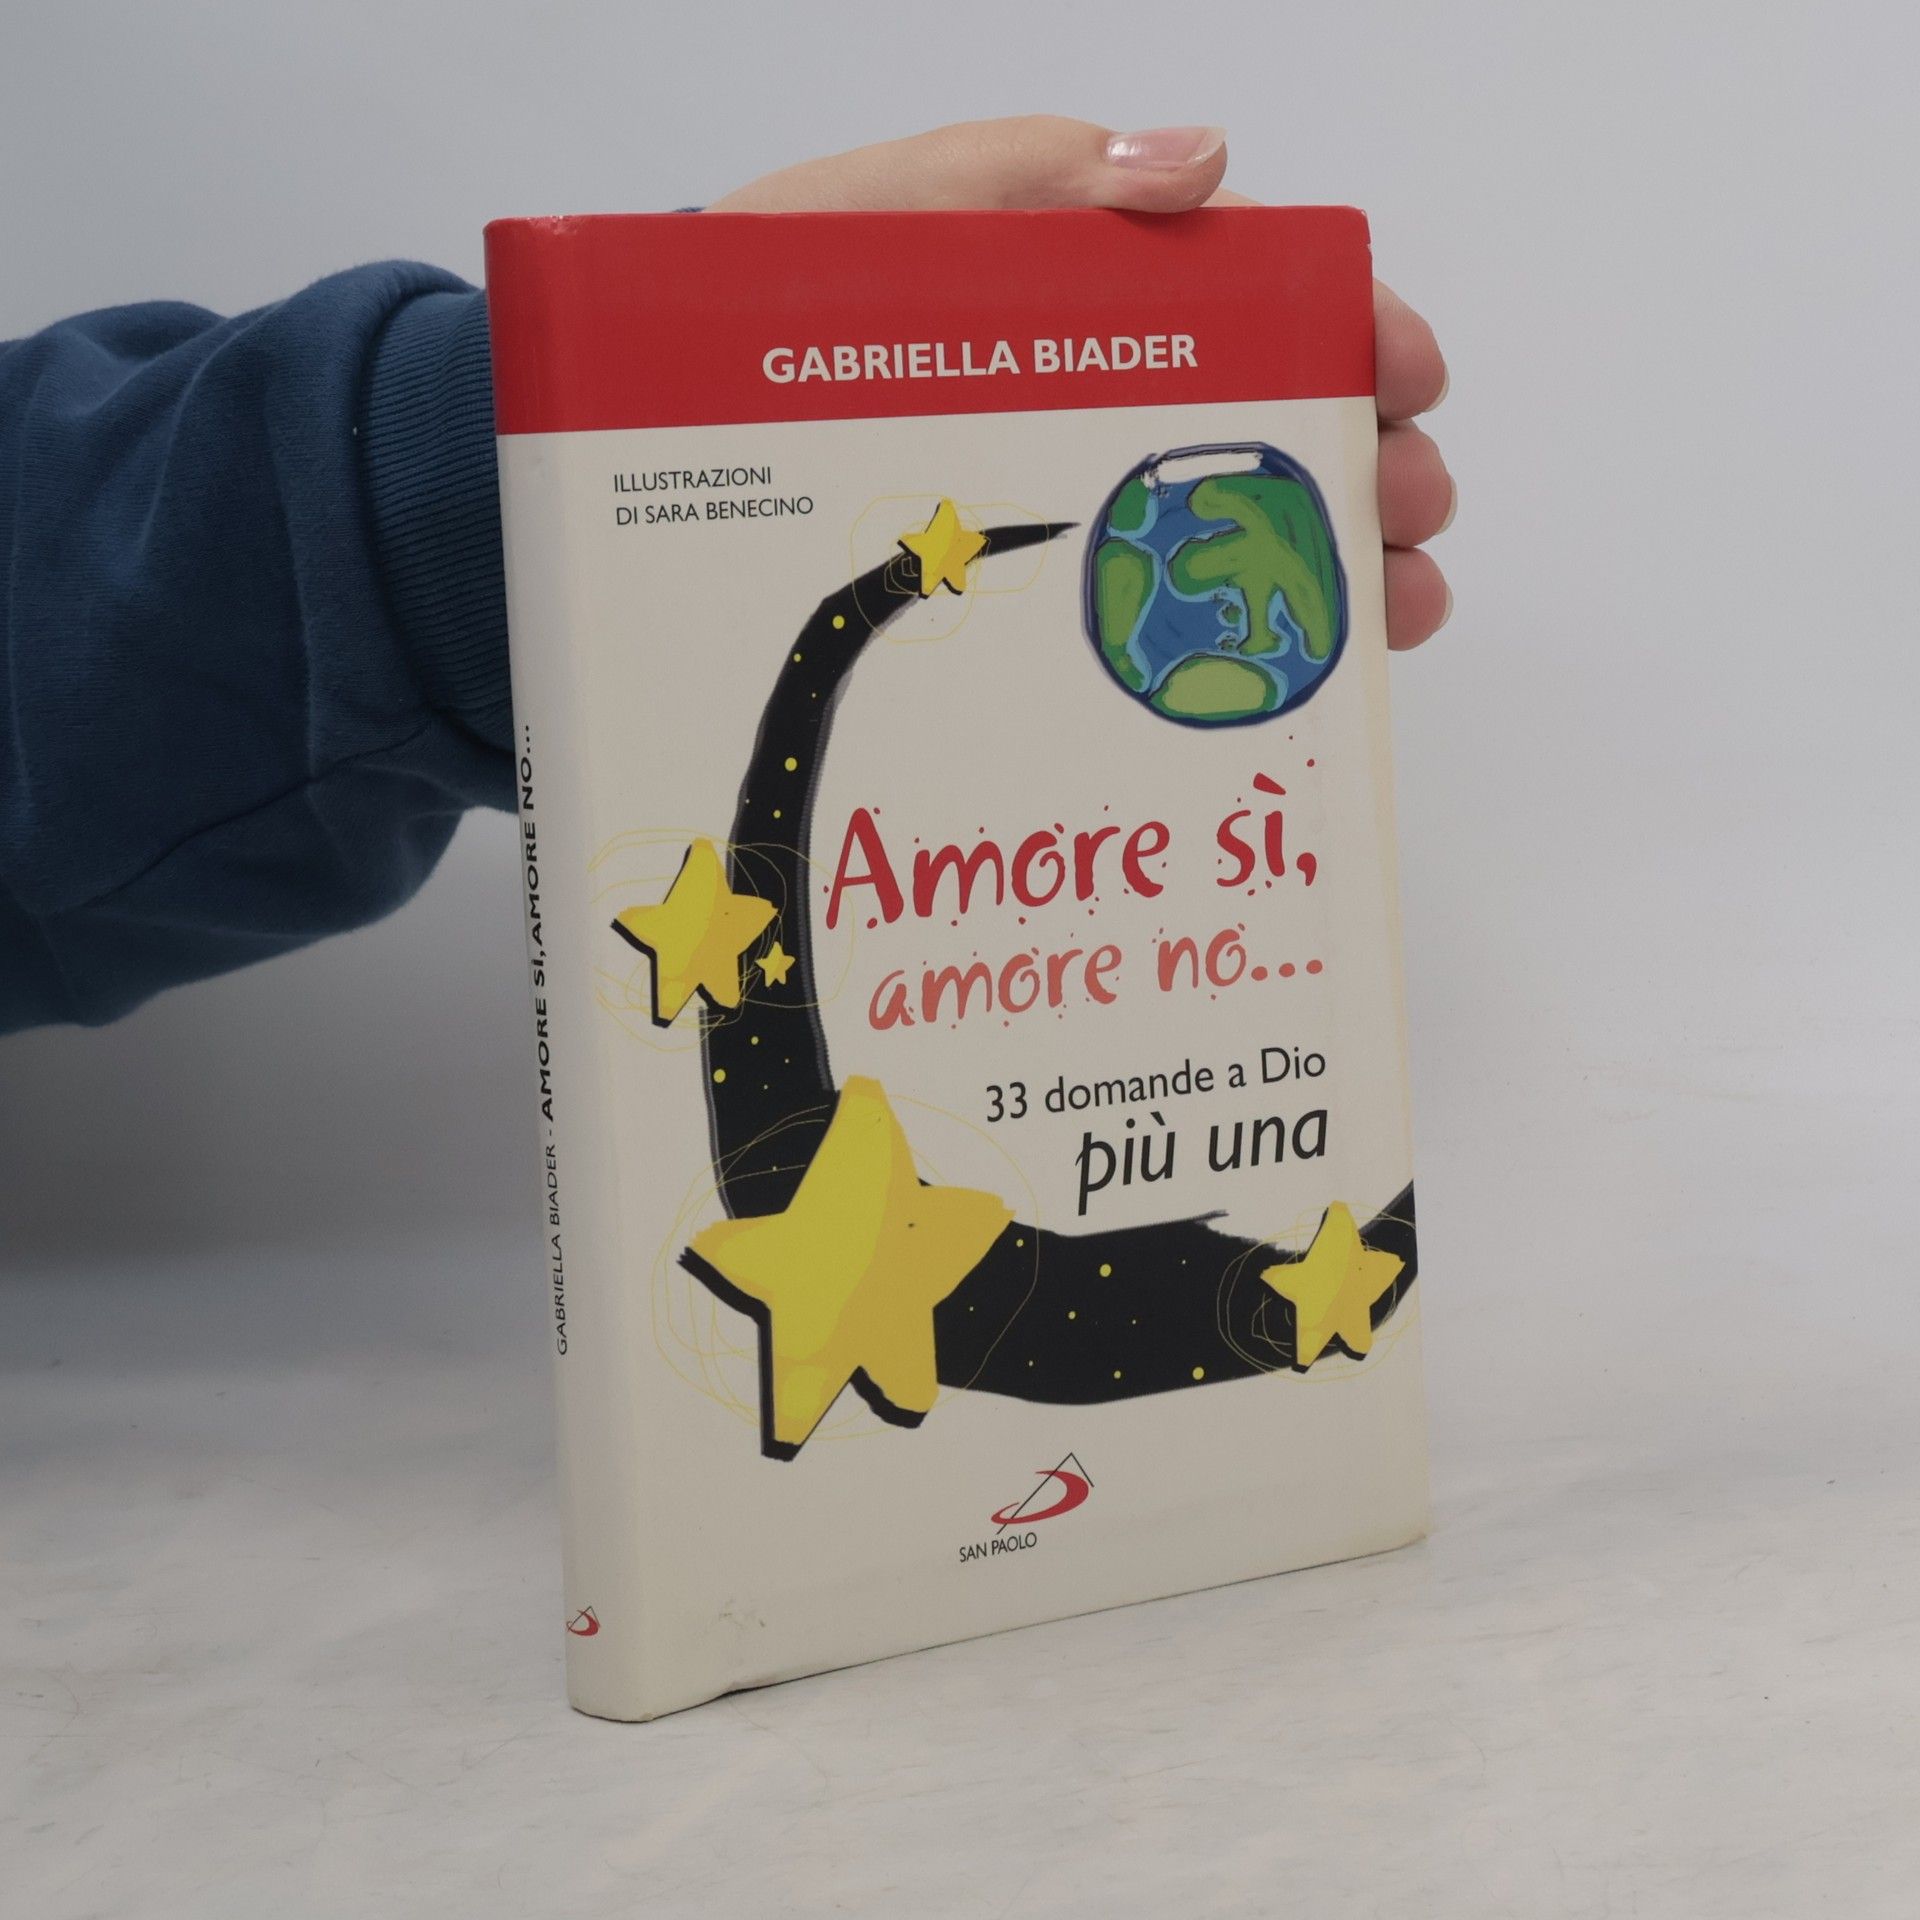 GABRIELLA BIADER
ILLUSTRAZIONI
DI SARA BENECINO
Amore sì,
amore no...
33 domande a Dio
più una
SAN PAOLO
GABRIELLA BIADER - AMORE SÌ, AMORE NO...